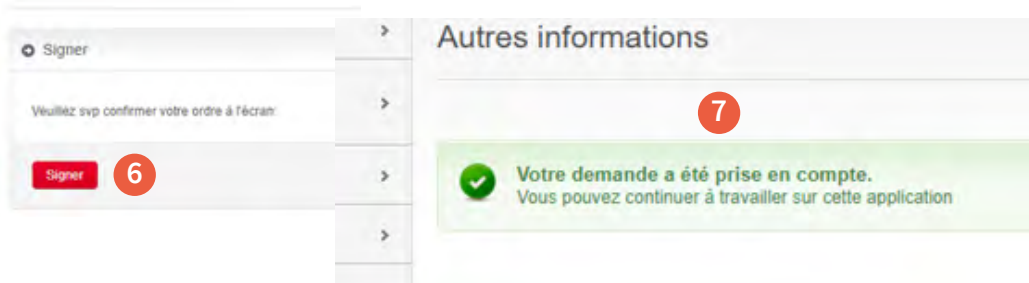 Signer
Veuillez svp confirmer votre ordre à l'écran:
Signer
6
Autres informations
7
Votre demande a été prise en compte.
Vous pouvez continuer à travailler sur cette application